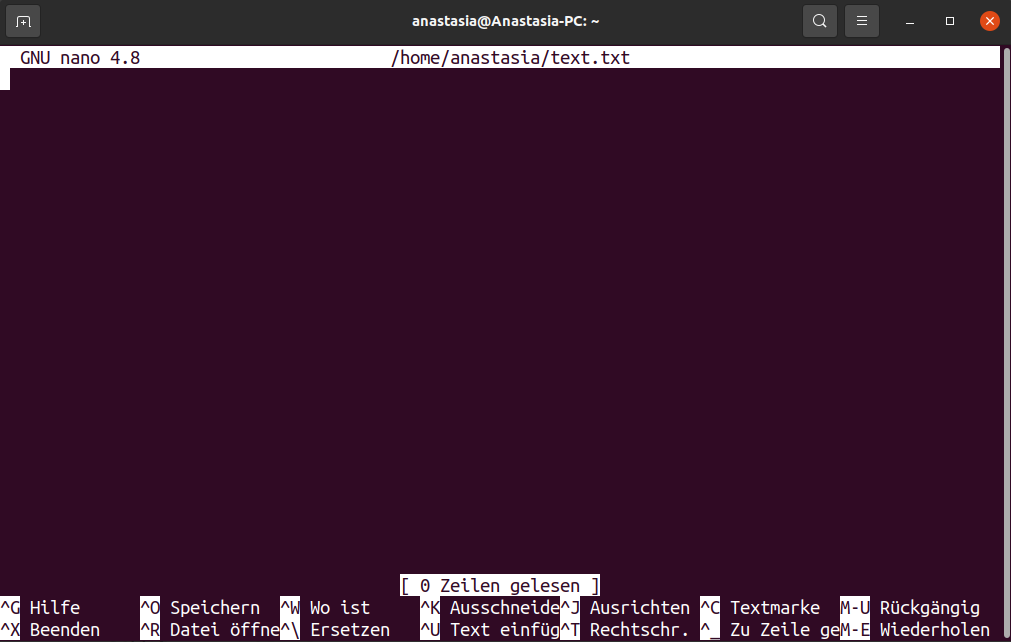 anastasia@Anastasia-PC: ~
GNU nano 4.8 /home/anastasia/text.txt
[ 0 Zeilen gelesen ]
^G Hilfe ^O Speichern ^W Wo ist ^K Ausschneide^J Ausrichten ^C Textmarke M-U Rückgängig
^X Beenden ^R Datei öffne^\ Ersetzen ^U Text einfüg^T Rechtschr. ^_ Zu Zeile geM-E Wiederholen